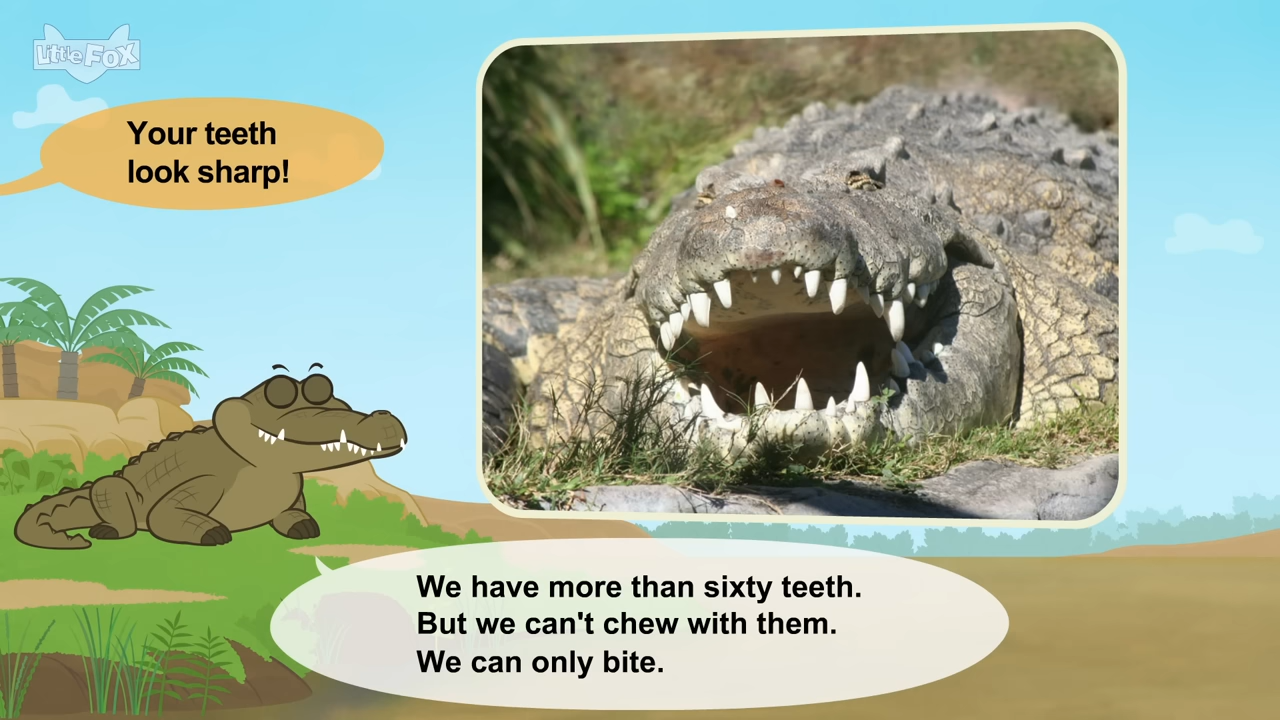 Little Fox
Your teeth
look sharp!
We have more than sixty teeth.
But we can't chew with them.
We can only bite.